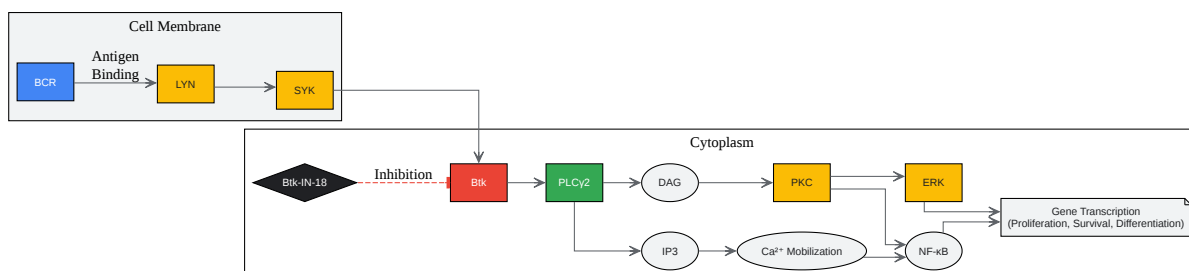 Cell Membrane
Antigen
Binding
BCR
LYN
SYK
Cytoplasm
Btk-IN-18
Inhibition
Btk
PLCγ2
DAG
PKC
ERK
Gene Transcription
(Proliferation, Survival, Differentiation)
IP3
Ca²⁺ Mobilization
NF-κB